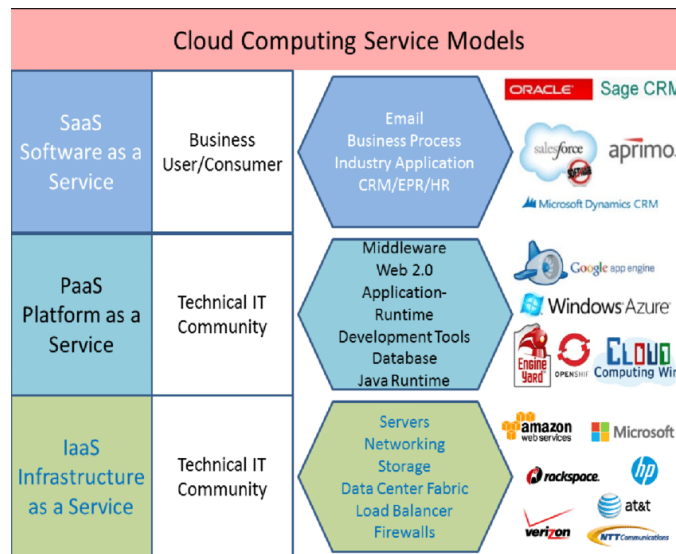 Cloud Computing Service Models
SaaS
Software as a
Service
Business
User/Consumer
Email
Business Process
Industry Application
CRM/EPR/HR
ORACLE
Sage CRM
salesforce
aprimo
Microsoft Dynamics CRM
PaaS
Platform as a
Service
Technical IT
Community
Middleware
Web 2.0
Application-
Runtime
Development Tools
Database
Java Runtime
Google app engine
Windows Azure
Engine
Yard
OPENSHIF
CLOUD
Computing Win
IaaS
Infrastructure
as a Service
Technical IT
Community
Servers
Networking
Storage
Data Center Fabric
Load Balancer
Firewalls
amazon
web services
Microsoft
rackspace.
hp
at&t
verizon
NTT Communications